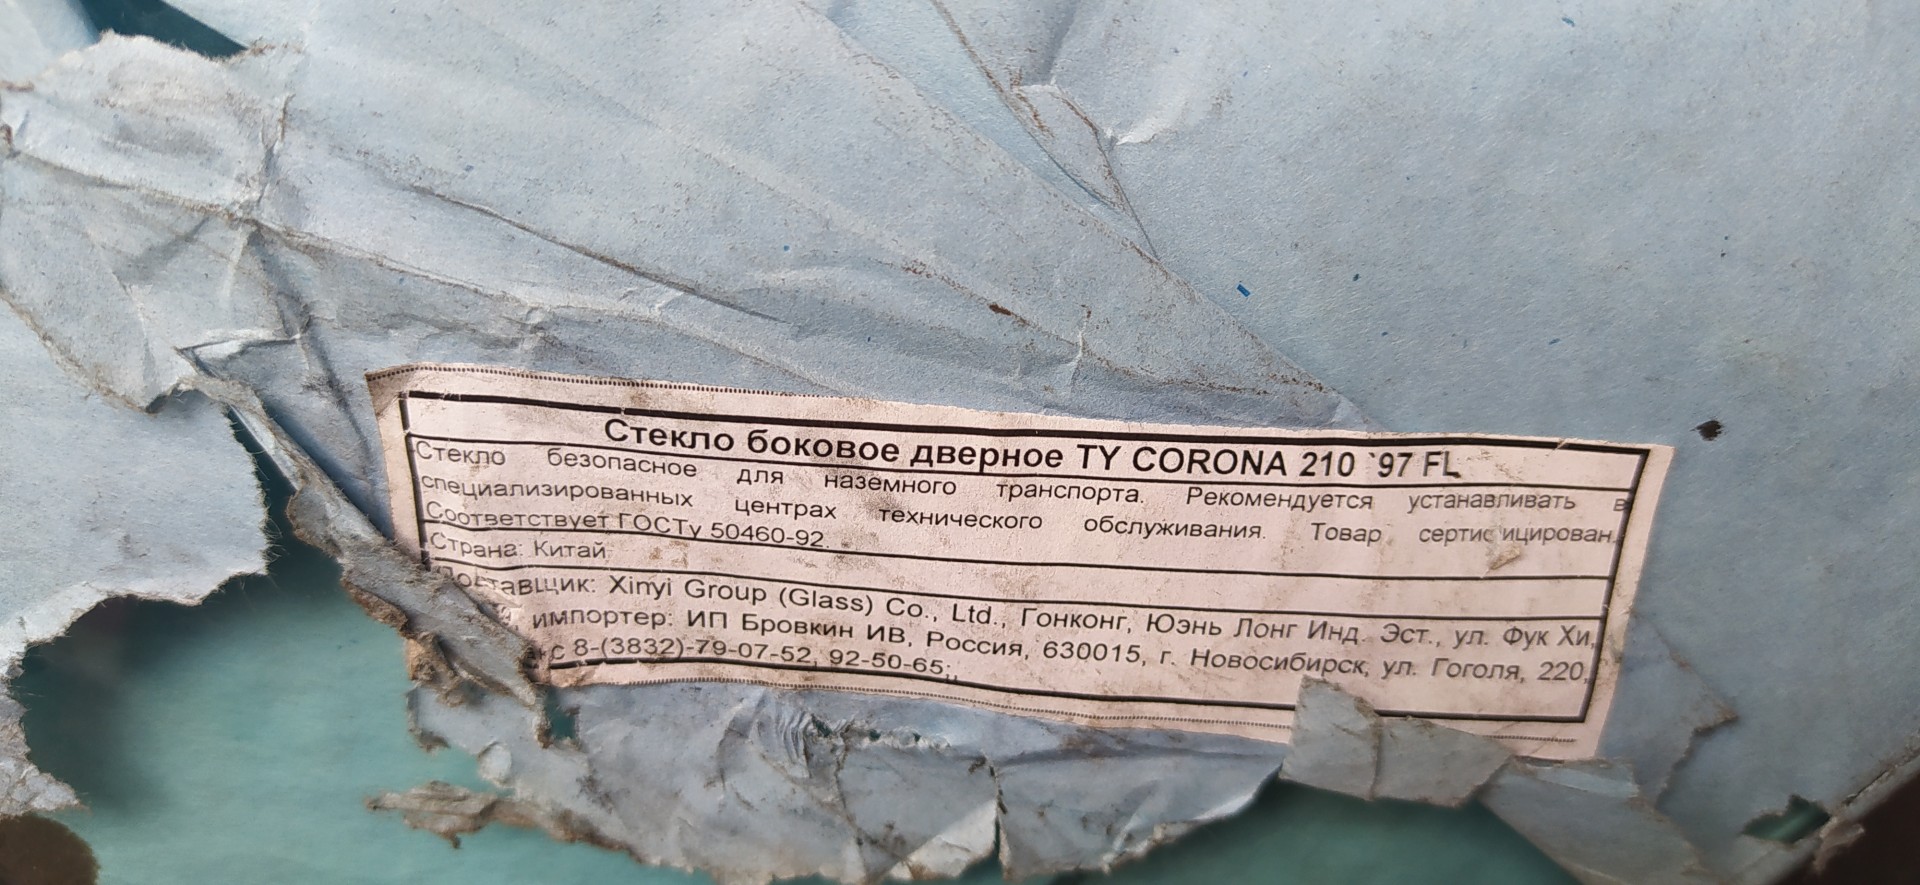 Стекло боковое дверное TY CORONA 210 `97 FL
Стекло безопасное для наземного транспорта. Рекомендуется устанавливать в
специализированных центрах технического обслуживания. Товар сертифицирован.
Соответствует ГОСТу 50460-92.
Страна: Китай
Поставщик: Xinyi Group (Glass) Co., Ltd., Гонконг, Юэнь Лонг Инд. Эст., ул. Фук Хи,
импортер: ИП Бровкин ИВ, Россия, 630015, г. Новосибирск, ул. Гоголя, 220,
8-(3832)-79-07-52, 92-50-65;,